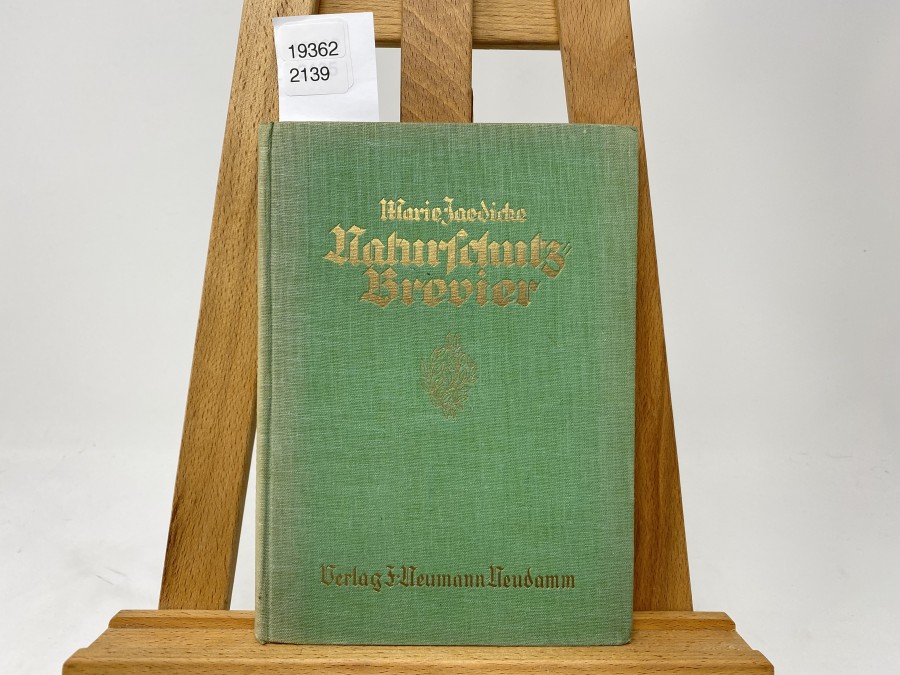 19362
2139
Marie Jaedicke
Naturschutz
Brevier
Verlag J. Neumann Neudamm